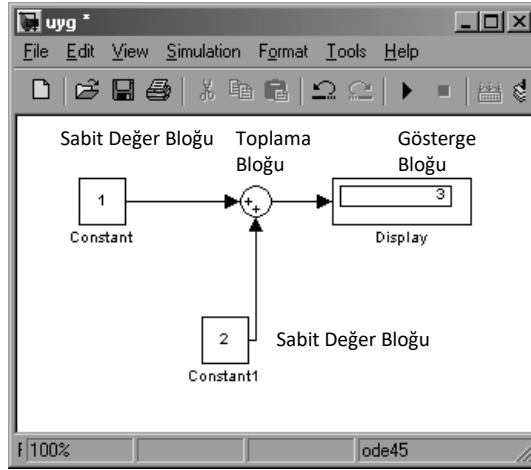 uyg *
File Edit View Simulation Format Tools Help
Sabit Değer Bloğu Toplama Gösterge
Bloğu Bloğu
1
3
Constant
Display
2
Sabit Değer Bloğu
Constant1
F 100% ode45